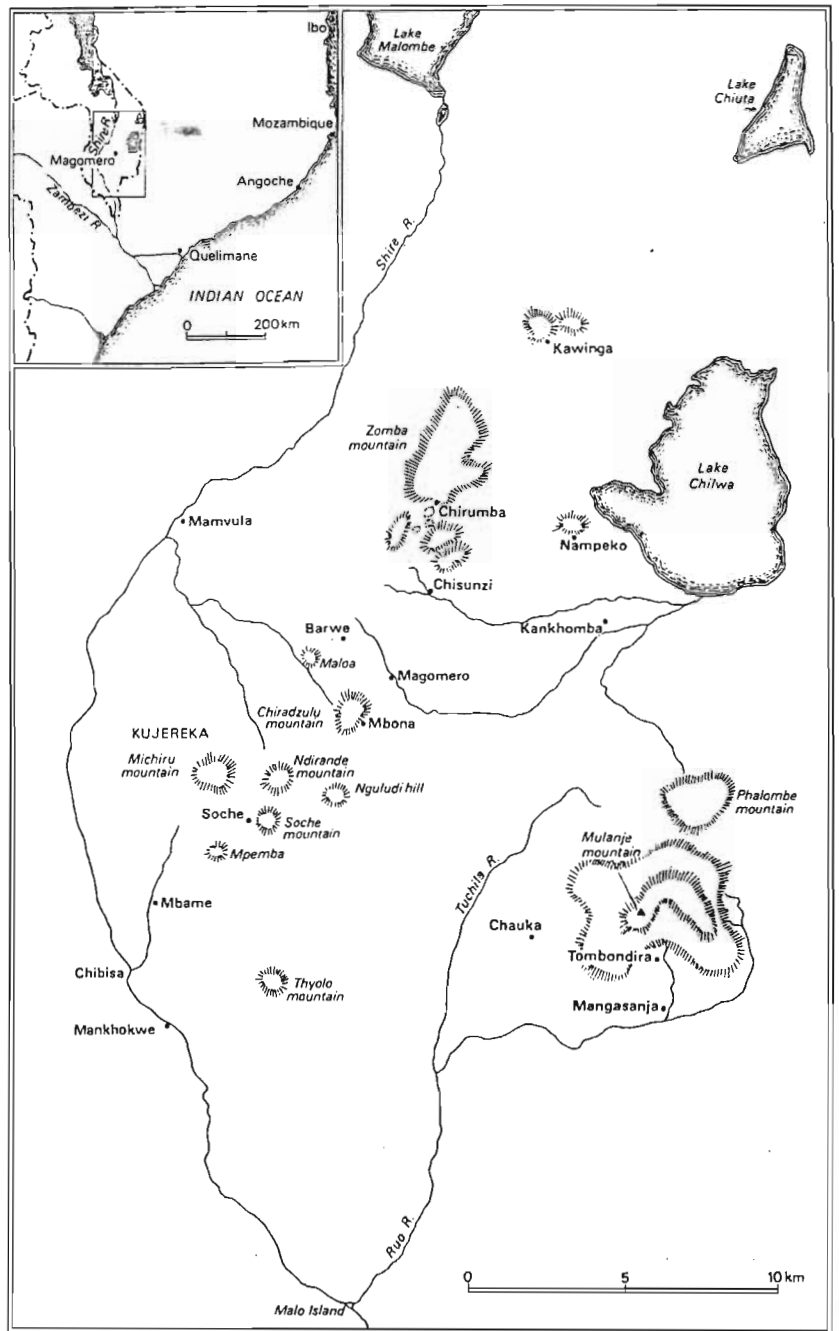 Ibo
Mozambique
Angoche
Shire R.
Magomero
Zambezi R
Quelimane
INDIAN OCEAN
0 200 km
Lake
Malombe
Lake
Chiuta
Shire R.
Kawinga
Zomba
mountain
Lake
Chilwa
Chirumba
Mamvula
Nampeko
Chisunzi
Barwe
Kankhomba
Maloa
Magomero
Chiradzulu
mountain
Mbona
KUJEREKA
Michiru
mountain
Ndirande
mountain
Nguludi hill
Phalombe
mountain
Soche
Soche
mountain
Mpemba
Mulanje
mountain
Tuchila R.
Mbame
Chauka
Tombondira
Chibisa
Thyolo
mountain
Mangasanja
Mankhokwe
Ruo R.
Malo Island
0 5 10 km